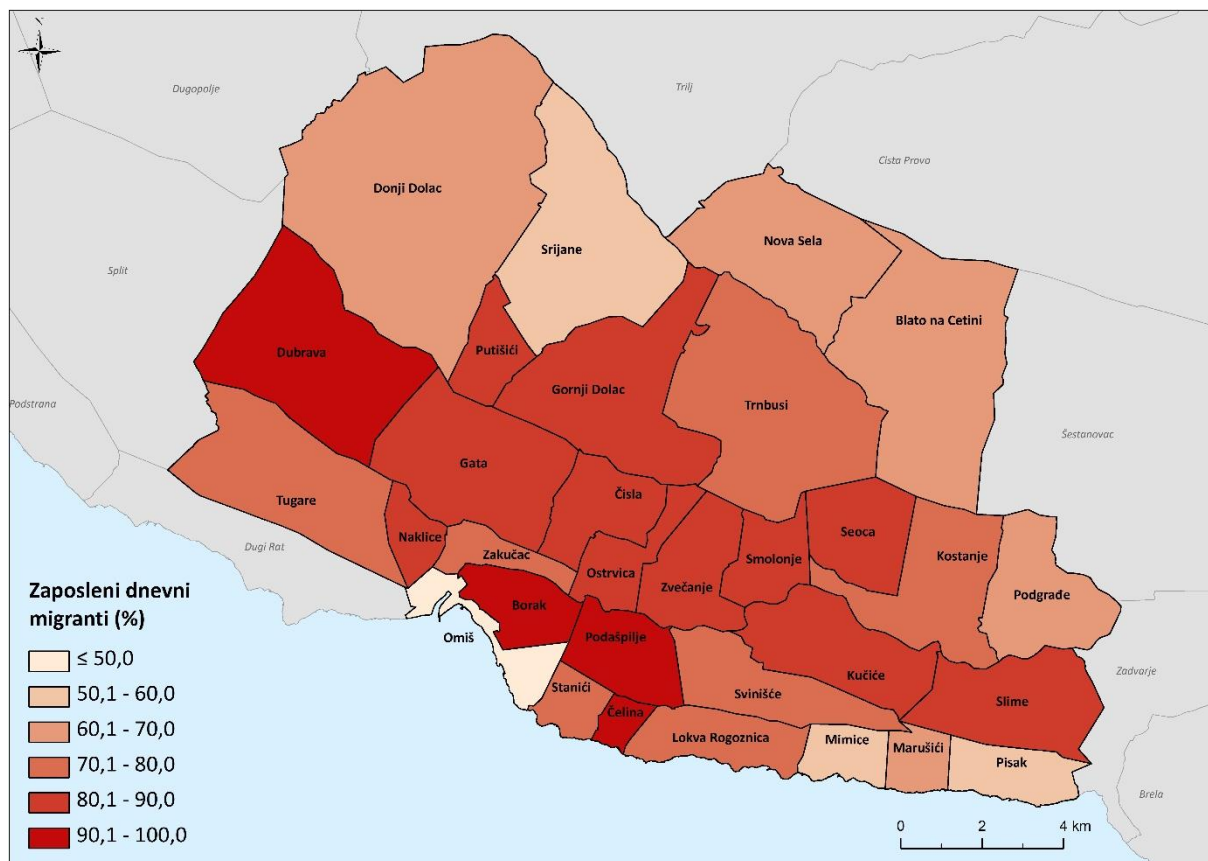 N
Dugopolje
Trilj
Cista Provo
Donji Dolac
Srijane
Nova Sela
Split
Blato na Cetini
Dubrava
Putišići
Gornji Dolac
Trnbusi
Podstrana
Šestanovac
Gata
Čisla
Tugare
Seoca
Naklice
Zakučac
Smolonje
Kostanje
Dugi Rat
Ostrvica
Zvečanje
Podgrađe
Zaposleni dnevni
migranti (%)
Borak
Omiš
Podašpilje
≤ 50,0
Zadvarje
Kučiće
50,1 - 60,0
Stanići
Svinišće
Slime
60,1 - 70,0
Čelina
70,1 - 80,0
Lokva Rogoznica
Mimice
Marušići
Pisak
80,1 - 90,0
Brela
90,1 - 100,0
0 2 4 km